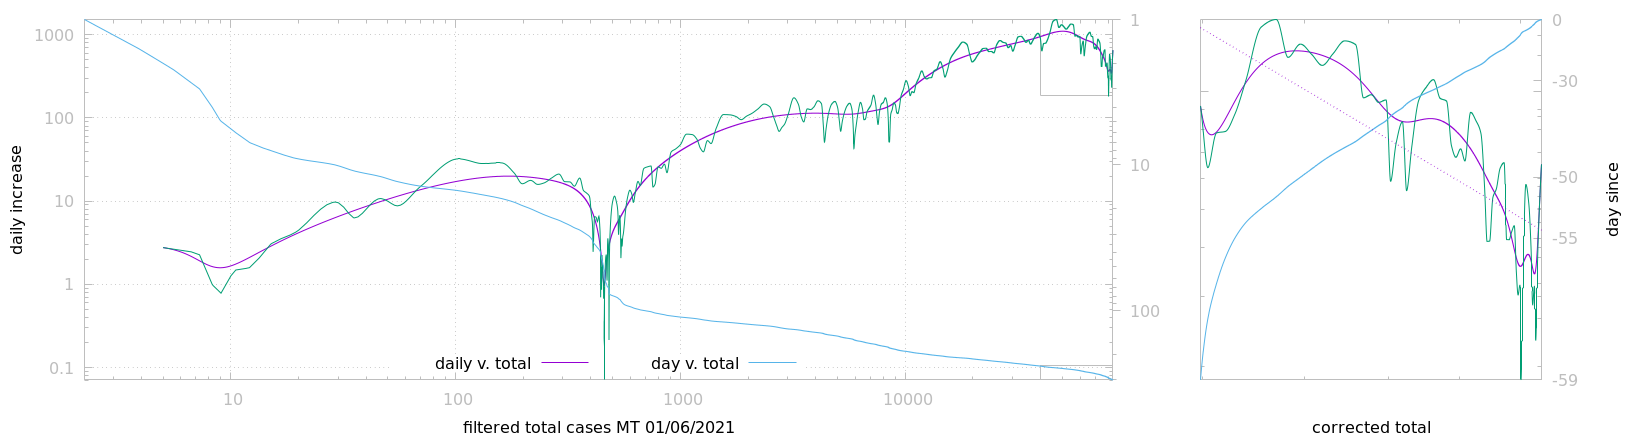 daily increase
1000
100
10
1
0.1
10
100
1000
10000
filtered total cases MT 01/06/2021
daily v. total
day v. total
1
10
100
0
-30
-50
-55
-59
day since
corrected total